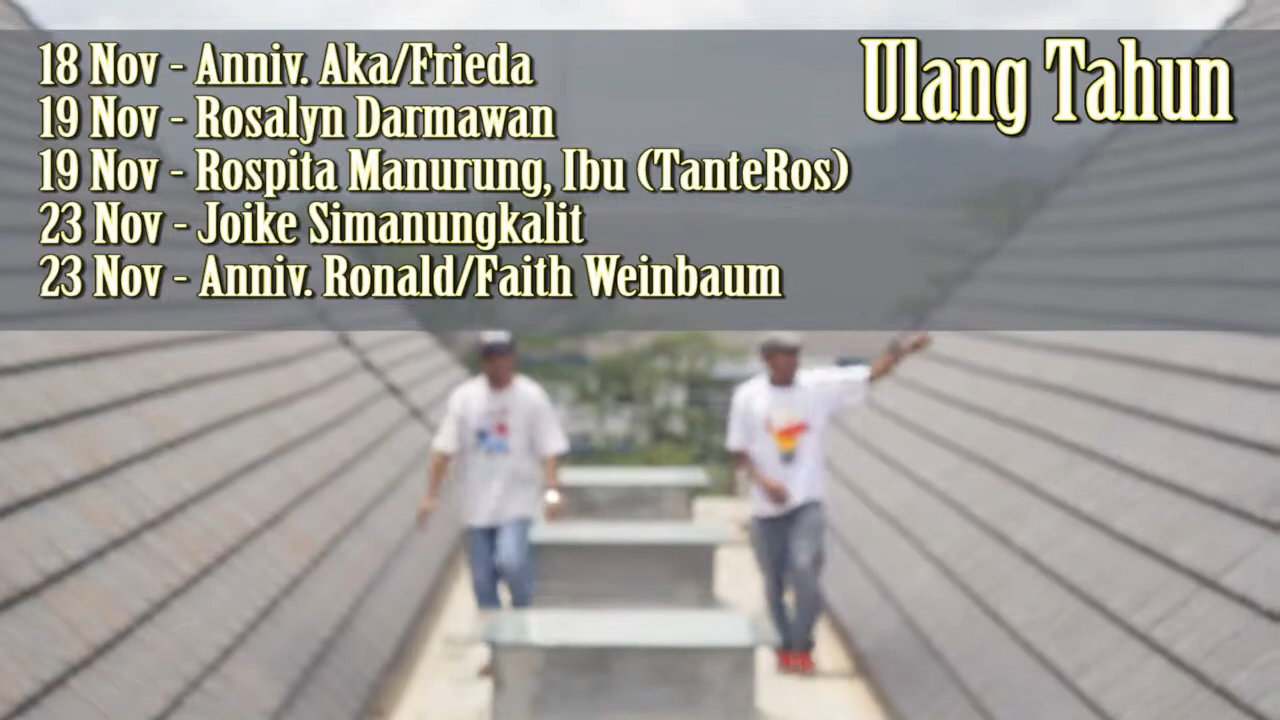 18 Nov - Anniv. Aka/Frieda
19 Nov - Rosalyn Darmawan
19 Nov - Rospita Manurung, Ibu (TanteRos)
23 Nov - Joike Simanungkalit
23 Nov - Anniv. Ronald/Faith Weinbaum
Ulang Tahun